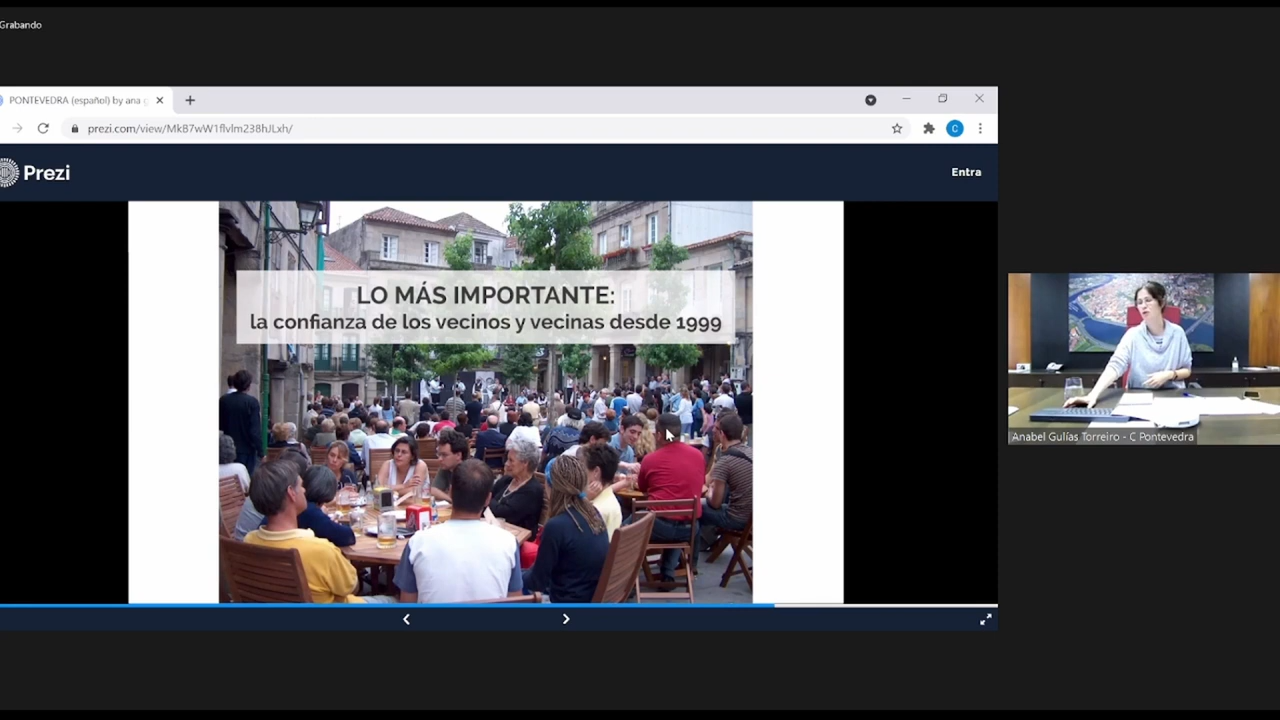 Grabando
PONTEVEDRA (español) by ana g
prezi.com/view/MkB7wW1flvlm238hJLxh/
C
Prezi
Entra
LO MÁS IMPORTANTE:
la confianza de los vecinos y vecinas desde 1999
Anabel Gulías Torreiro - C Pontevedra